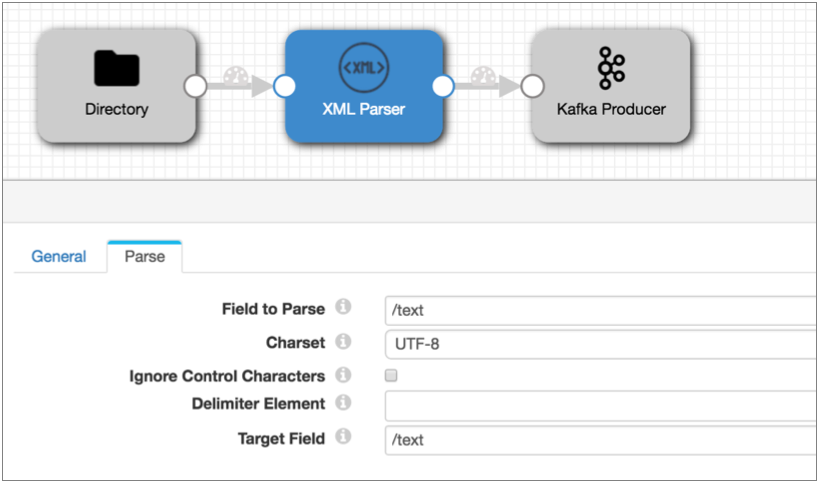 <XML>
Directory
XML Parser
Kafka Producer
General
Parse
Field to Parse
/text
Charset
UTF-8
Ignore Control Characters
Delimiter Element
Target Field
/text